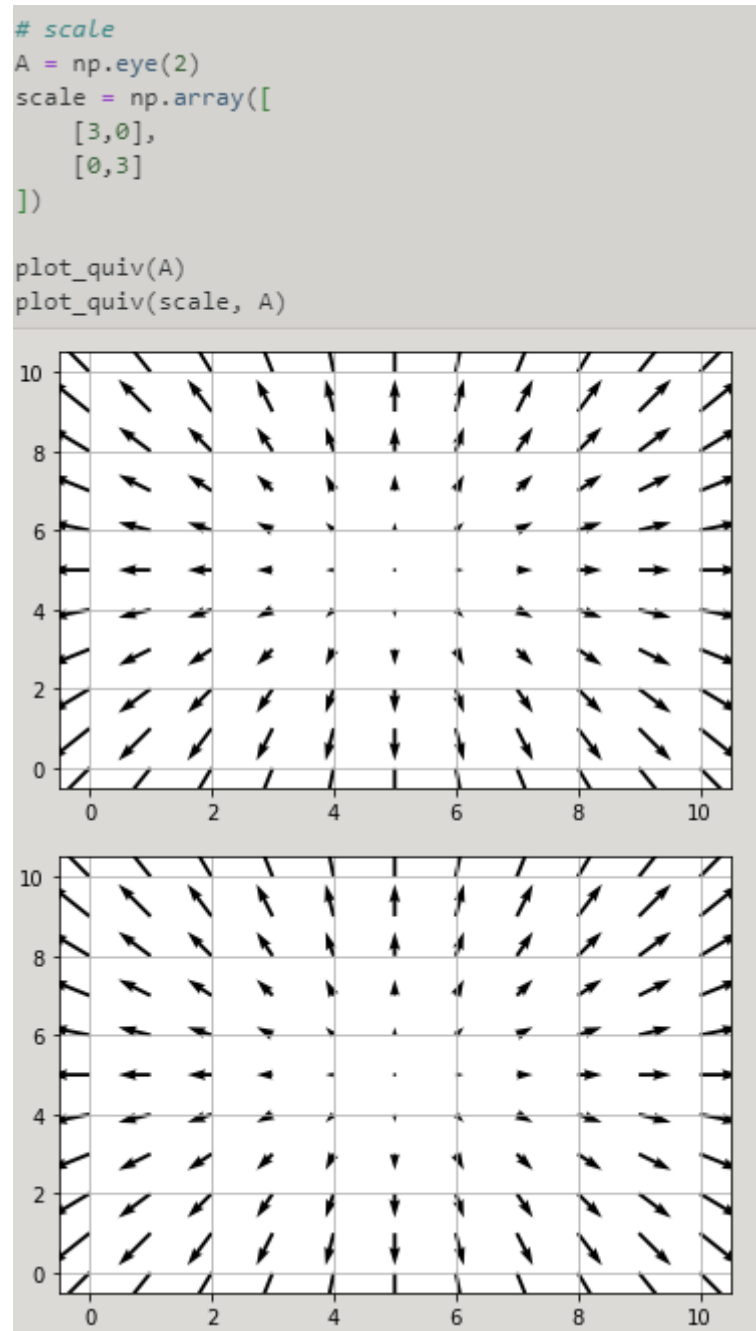 # scale
A = np.eye(2)
scale = np.array([
    [3,0],
    [0,3]
])
plot_quiv(A)
plot_quiv(scale, A)
10
8
6
4
2
0
0 2 4 6 8 10
10
8
6
4
2
0
0 2 4 6 8 10